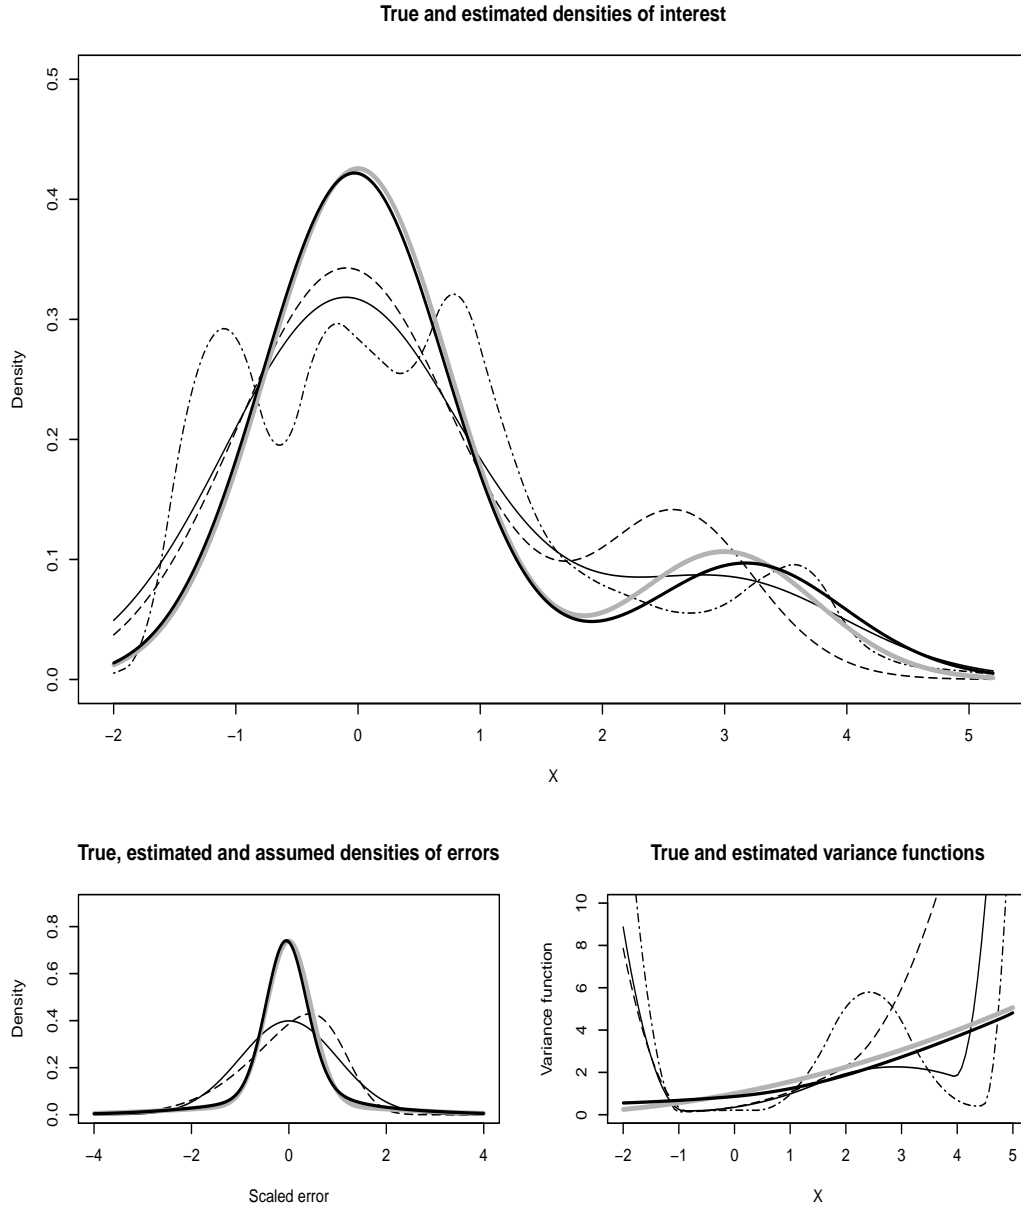 True and estimated densities of interest
0.5
0.4
0.3
0.2
0.1
0.0
Density
−2 −1 0 1 2 3 4 5
X
True, estimated and assumed densities of errors
0.8
0.6
0.4
0.2
0.0
Density
−4 −2 0 2 4
Scaled error
True and estimated variance functions
10
8
6
4
2
0
Variance function
−2 −1 0 1 2 3 4 5
X